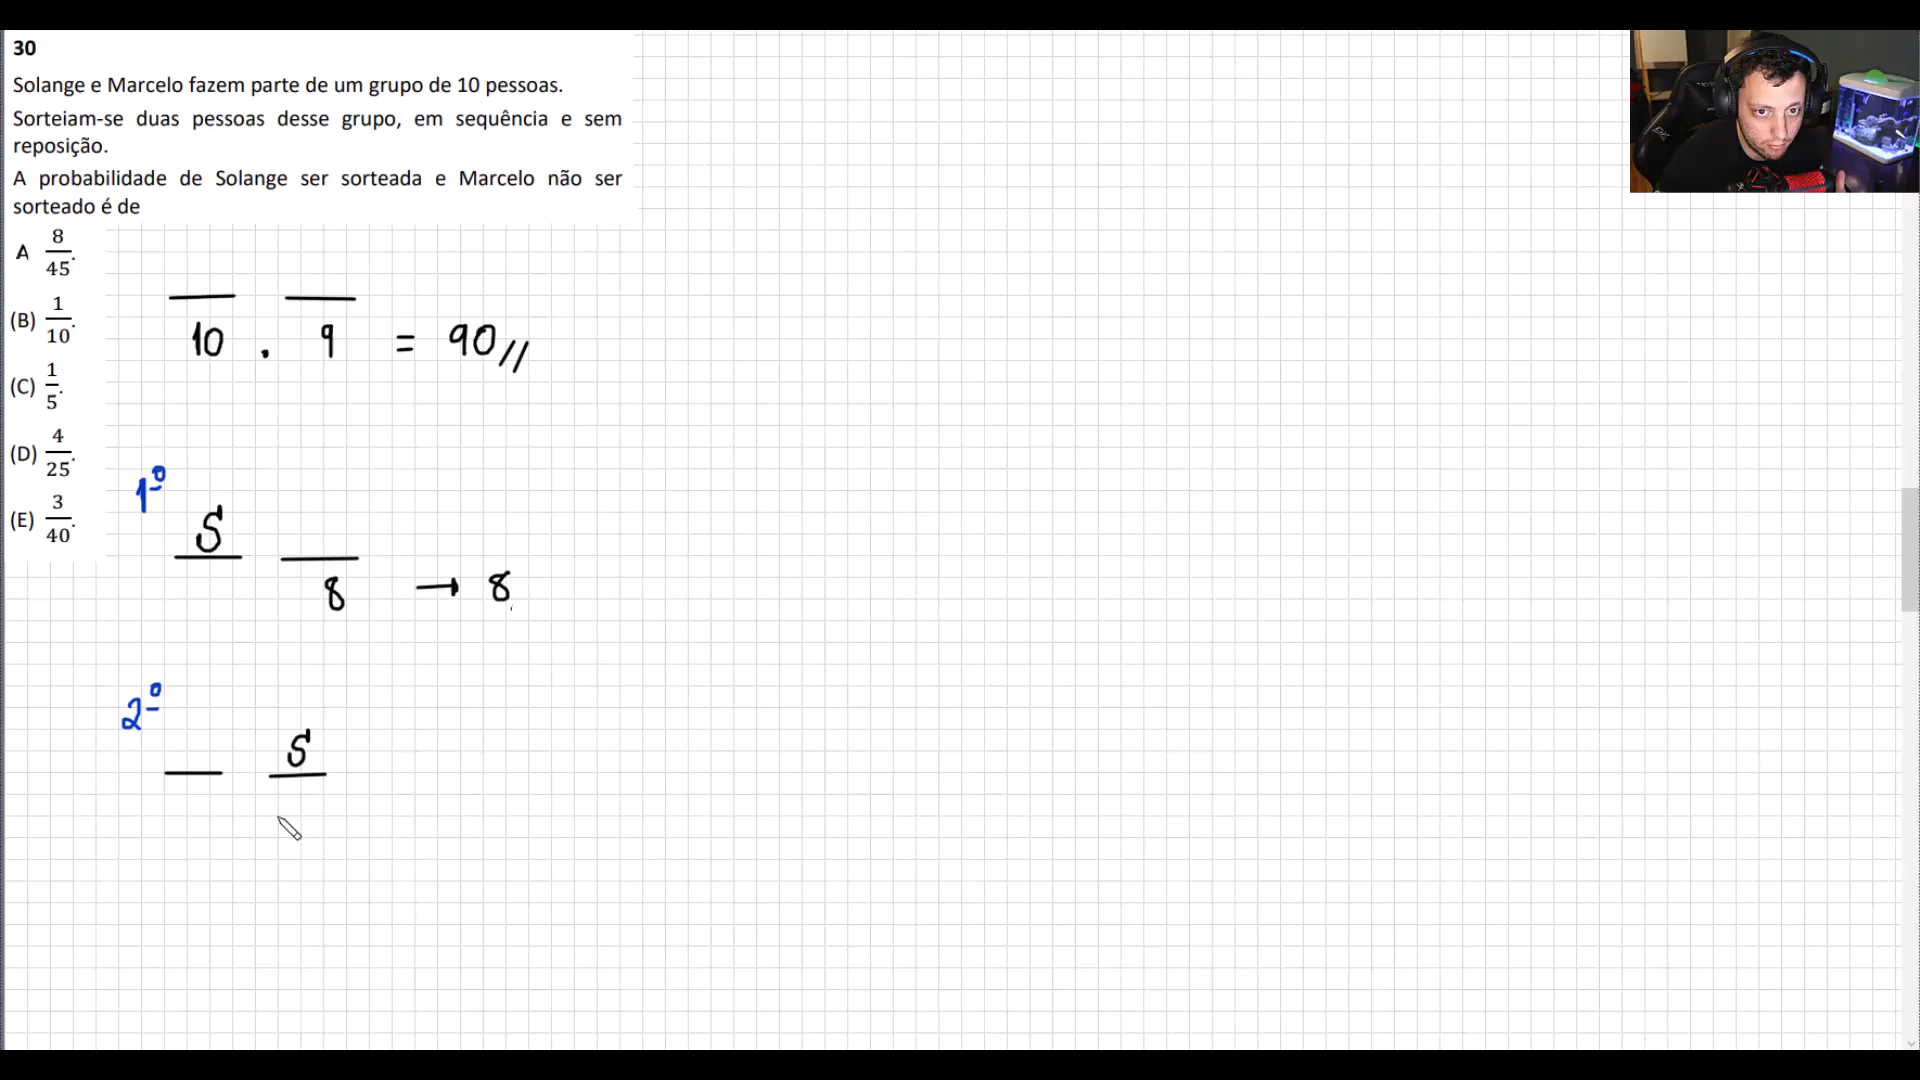 30
Solange e Marcelo fazem parte de um grupo de 10 pessoas.
Sorteiam-se duas pessoas desse grupo, em sequência e sem
reposição.
A probabilidade de Solange ser sorteada e Marcelo não ser
sorteado é de
A 8/45.
(B) 1/10.
(C) 1/5.
(D) 4/25.
(E) 3/40.
10 . 9 = 90//
1º
S
8 → 8
2º
S